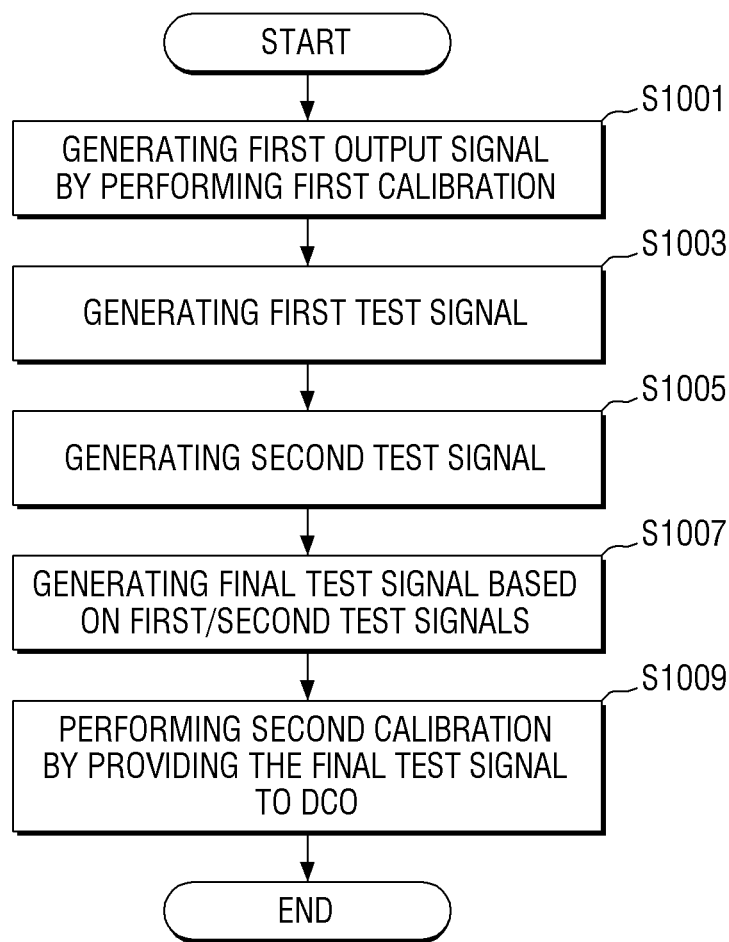 START
S1001
GENERATING FIRST OUTPUT SIGNAL
BY PERFORMING FIRST CALIBRATION
S1003
GENERATING FIRST TEST SIGNAL
S1005
GENERATING SECOND TEST SIGNAL
S1007
GENERATING FINAL TEST SIGNAL BASED
ON FIRST/SECOND TEST SIGNALS
S1009
PERFORMING SECOND CALIBRATION
BY PROVIDING THE FINAL TEST SIGNAL
TO DCO
END